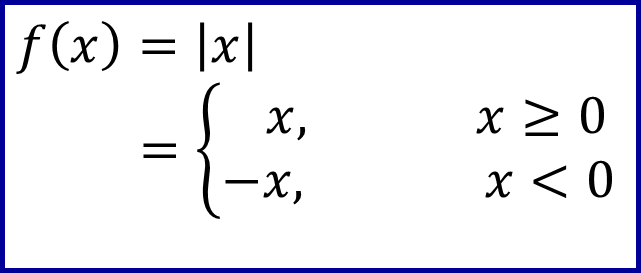 f(x) = |x|
= { x, x ≥ 0
−x, x < 0